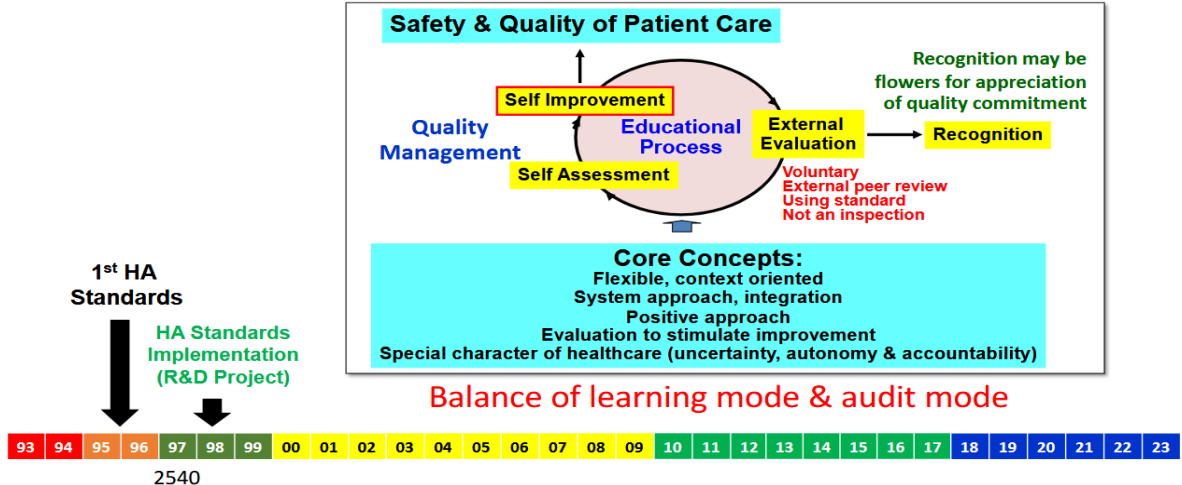 Safety & Quality of Patient Care
Recognition may be
flowers for appreciation
of quality commitment
Self Improvement
Quality
Management
Educational
Process
External
Evaluation
Recognition
Self Assessment
Voluntary
External peer review
Using standard
Not an inspection
Core Concepts:
Flexible, context oriented
System approach, integration
Positive approach
Evaluation to stimulate improvement
Special character of healthcare (uncertainty, autonomy & accountability)
1st HA
Standards
HA Standards
Implementation
(R&D Project)
Balance of learning mode & audit mode
93 94 95 96 97 98 99 00 01 02 03 04 05 06 07 08 09 10 11 12 13 14 15 16 17 18 19 20 21 22 23
2540